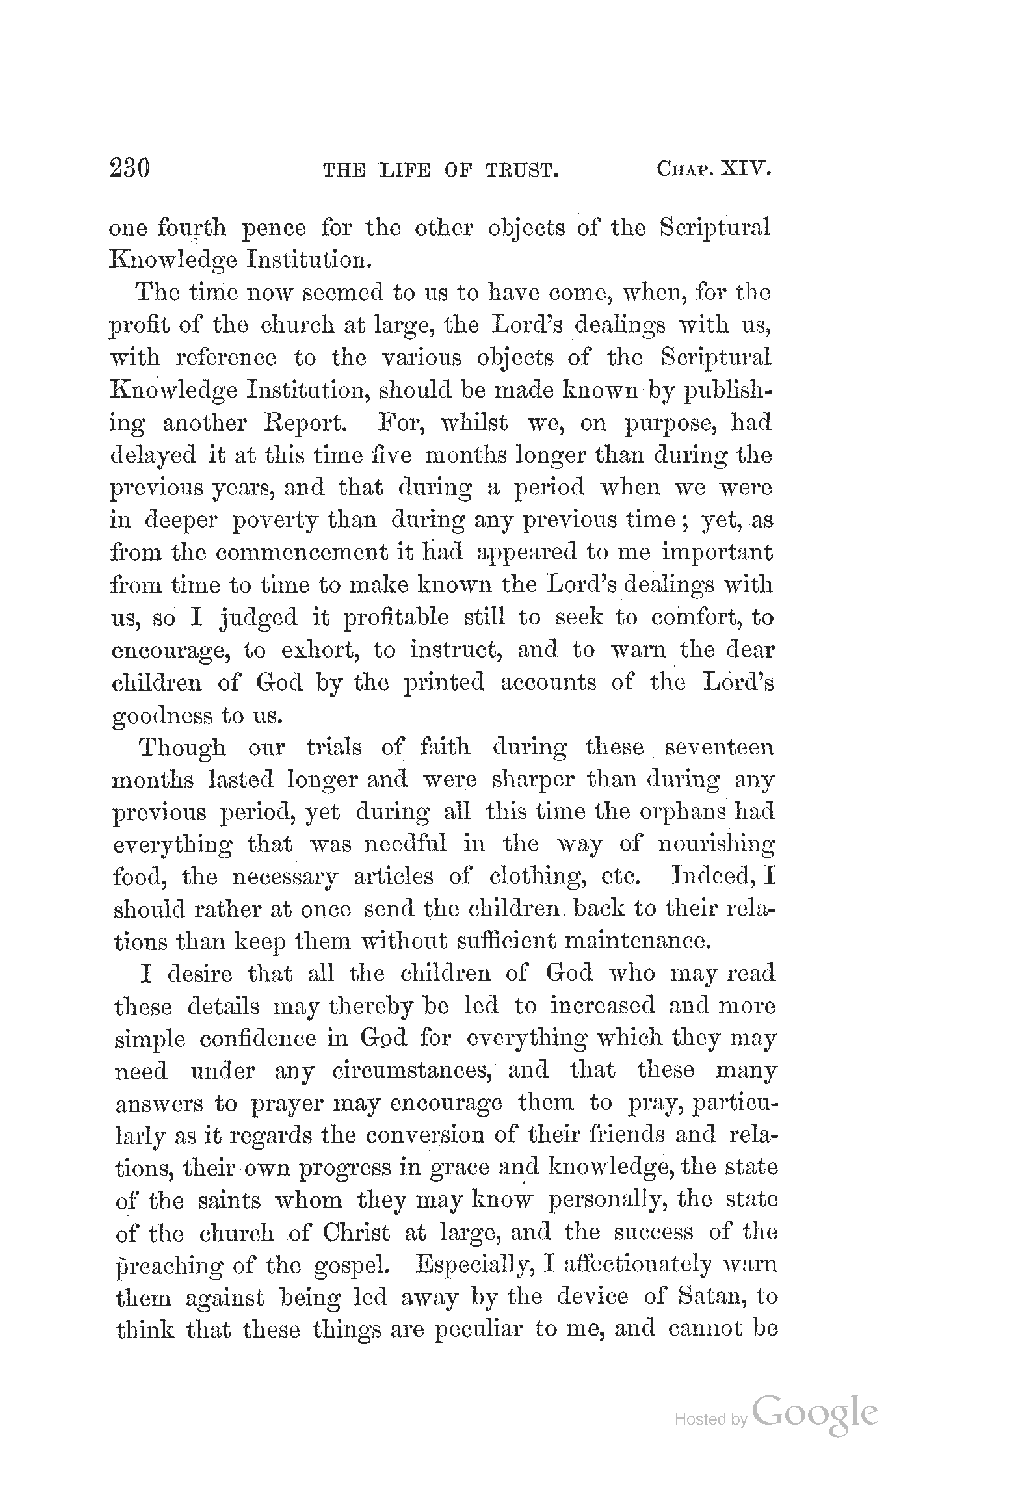 230 THE LIFE OF TRUST. CHAP. XIV.
one fourth pence for the other objects of the Scriptural
Knowledge Institution.
The time now seemed to us to have come, when, for the
profit of the church at large, the Lord's dealings with us,
with reference to the various objects of the Scriptural
Knowledge Institution, should be made known by publish-
ing another Report. For, whilst we, on purpose, had
delayed it at this time five months longer than during the
previous years, and that during a period when we were
in deeper poverty than during any previous time; yet, as
from the commencement it had appeared to me important
from time to time to make known the Lord's dealings with
us, so I judged it profitable still to seek to comfort, to
encourage, to exhort, to instruct, and to warn the dear
children of God by the printed accounts of the Lord's
goodness to us.
Though our trials of faith during these seventeen
months lasted longer and were sharper than during any
previous period, yet during all this time the orphans had
everything that was needful in the way of nourishing
food, the necessary articles of clothing, etc. Indeed, I
should rather at once send the children back to their rela-
tions than keep them without sufficient maintenance.
I desire that all the children of God who may read
these details may thereby be led to increased and more
simple confidence in God for everything which they may
need under any circumstances, and that these many
answers to prayer may encourage them to pray, particu-
larly as it regards the conversion of their friends and rela-
tions, their own progress in grace and knowledge, the state
of the saints whom they may know personally, the state
of the church of Christ at large, and the success of the
preaching of the gospel. Especially, I affectionately warn
them against being led away by the device of Satan, to
think that these things are peculiar to me, and cannot be
Hosted by Google